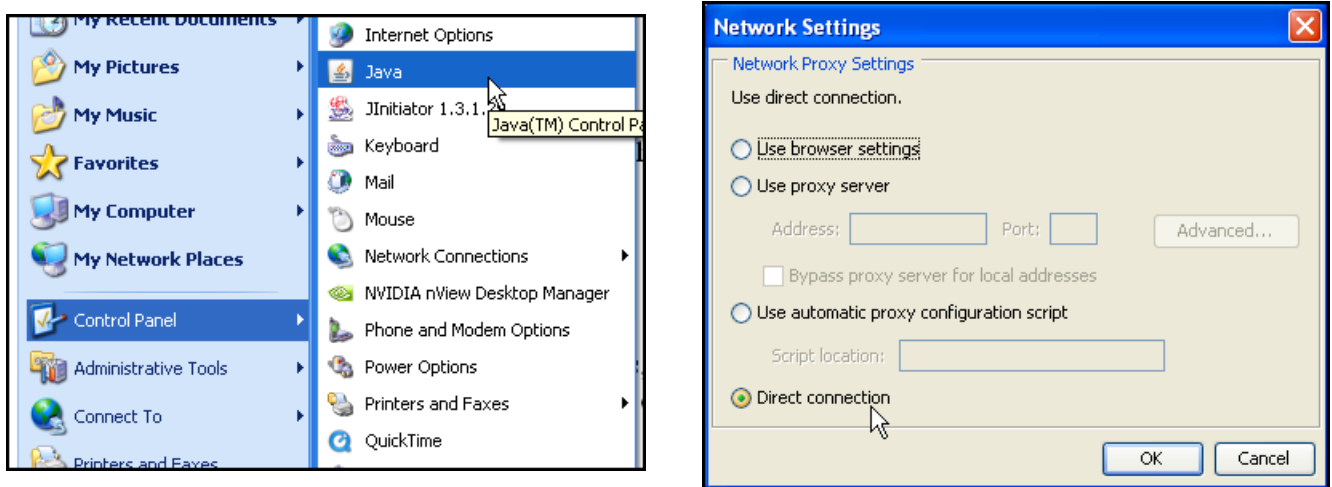 My Recent Documents
My Pictures
My Music
Favorites
My Computer
My Network Places
Control Panel
Administrative Tools
Connect To
Printers and Faxes
Internet Options
Java
JInitiator 1.3.1.
Java(TM) Control
Keyboard
Mail
Mouse
Network Connections
NVIDIA nView Desktop Manager
Phone and Modem Options
Power Options
Printers and Faxes
QuickTime
Network Settings
Network Proxy Settings
Use direct connection.
Use browser settings
Use proxy server
Address: Port: Advanced...
Bypass proxy server for local addresses
Use automatic proxy configuration script
Script location:
Direct connection
OK Cancel